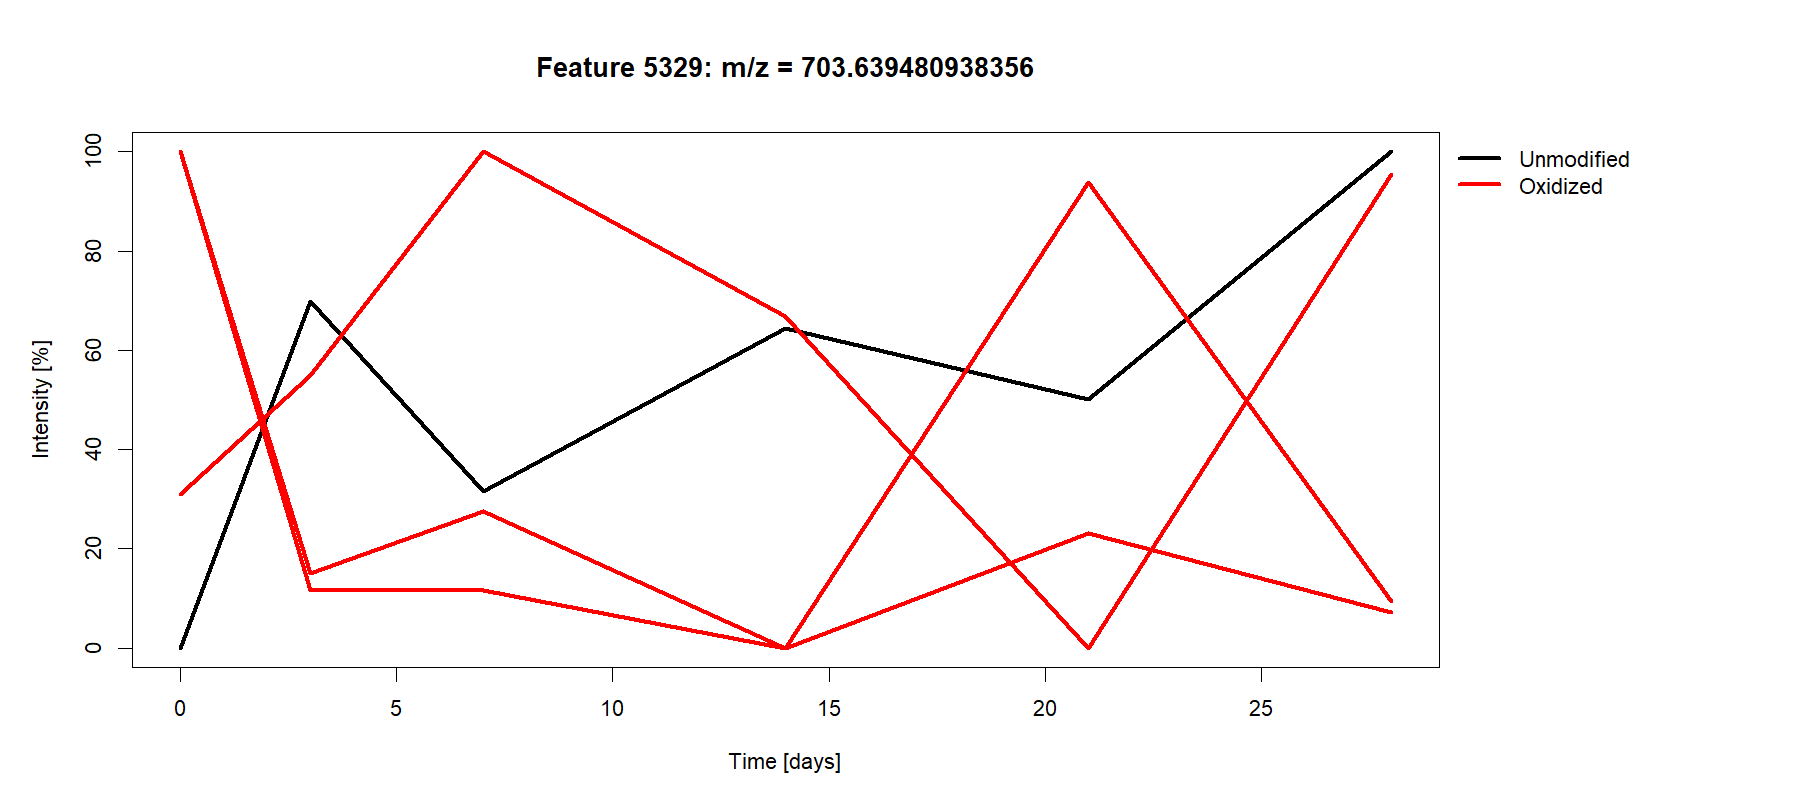 Feature 5329: m/z = 703.639480938356
Unmodified
Oxidized
Intensity [%]
100
80
60
40
20
0
0 5 10 15 20 25
Time [days]